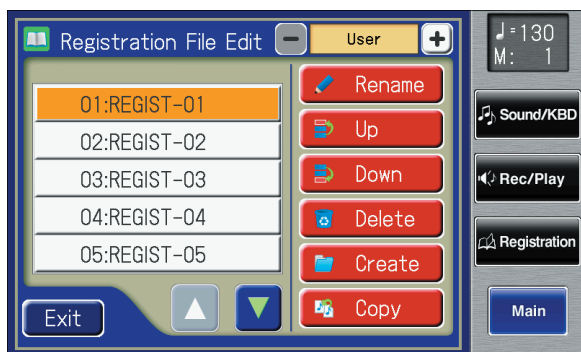 Registration File Edit - User +
♩=130
M: 1
01:REGIST-01
02:REGIST-02
03:REGIST-03
04:REGIST-04
05:REGIST-05
Exit
Rename
Up
Down
Delete
Create
Copy
Sound/KBD
Rec/Play
Registration
Main